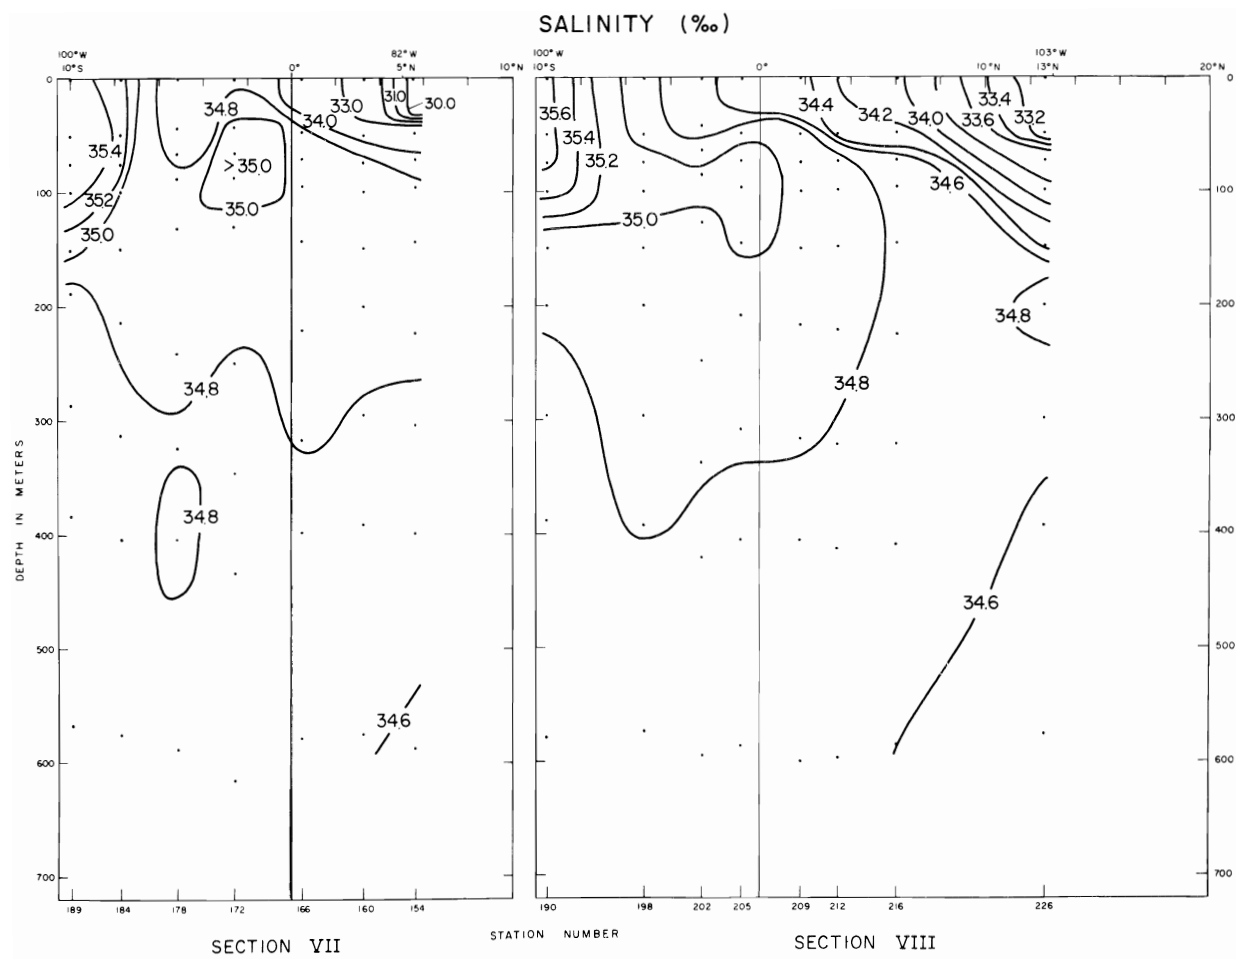 SALINITY (‰)
100°W 82°W 100°W 103°W
10°S 0° 5°N 10°N 10°S 0° 10°N 13°N 20°N
0 0
34.8 33.0 31.0 30.0 35.6 34.4 33.4
34.0 35.4 34.2 34.0 33.6 33.2
35.4 >35.0 35.2
100 35.2 34.6 100
35.0 35.0 35.0
200 34.8 200
34.8 34.8
300 300
34.8
400 400
34.6
500 500
34.6
600 600
700 700
DEPTH IN METERS
189 184 178 172 166 160 154 190 198 202 205 209 212 216 226
STATION NUMBER
SECTION VII SECTION VIII